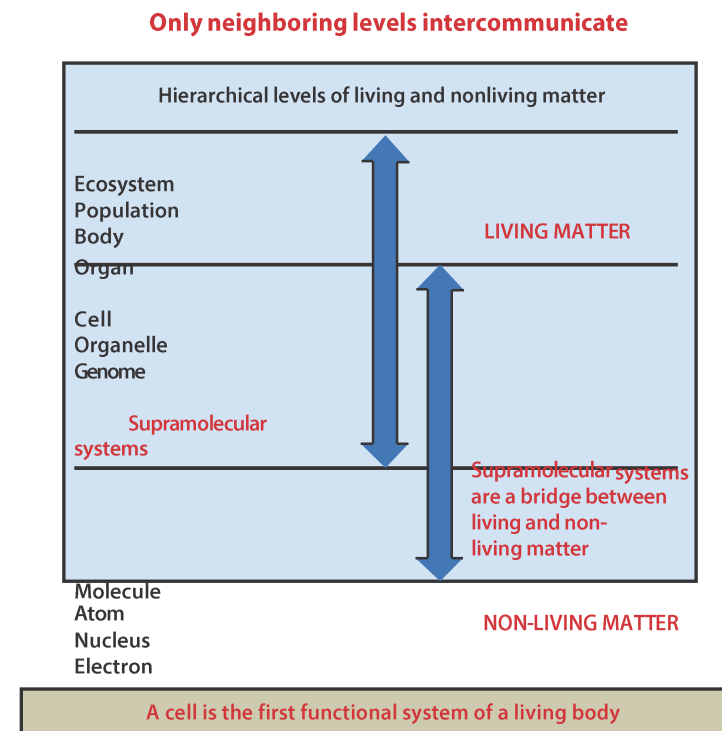 Only neighboring levels intercommunicate
Hierarchical levels of living and nonliving matter
Ecosystem
Population
Body
LIVING MATTER
Organ
Cell
Organelle
Genome
Supramolecular
systems
Supramolecular systems
are a bridge between
living and non-
living matter
Molecule
Atom
NON-LIVING MATTER
Nucleus
Electron
A cell is the first functional system of a living body